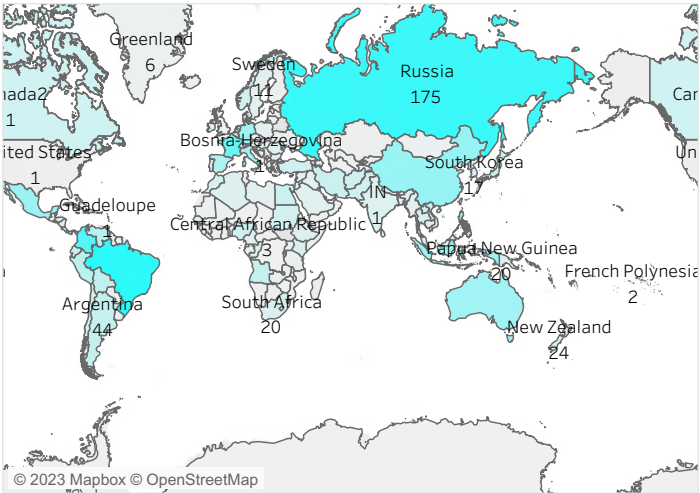 Greenland
6
Sweden
11
Russia
175
nada2
1
Car
Bosnia-Herzegovina
1
ited States
1
South Korea
17
Un
IN
1
Guadeloupe
1
Central African Republic
3
Papua New Guinea
20
French Polynesia
2
Argentina
44
South Africa
20
New Zealand
24
© 2023 Mapbox © OpenStreetMap